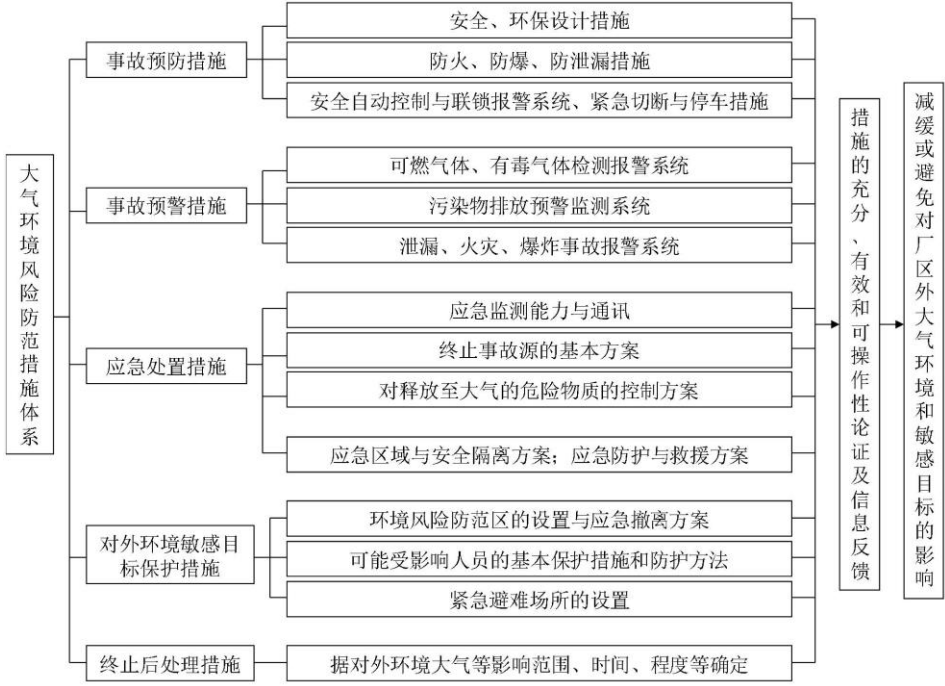 大气环境风险防范措施体系
事故预防措施
安全、环保设计措施
防火、防爆、防泄漏措施
安全自动控制与联锁报警系统、紧急切断与停车措施
事故预警措施
可燃气体、有毒气体检测报警系统
污染物排放预警监测系统
泄漏、火灾、爆炸事故报警系统
应急处置措施
应急监测能力与通讯
终止事故源的基本方案
对释放至大气的危险物质的控制方案
应急区域与安全隔离方案；应急防护与救援方案
对外环境敏感目
标保护措施
环境风险防范区的设置与应急撤离方案
可能受影响人员的基本保护措施和防护方法
紧急避难场所的设置
终止后处理措施
据对外环境大气等影响范围、时间、程度等确定
措施的充分、有效和可操作性论证及信息反馈
减缓或避免对厂区外大气环境和敏感目标的影响